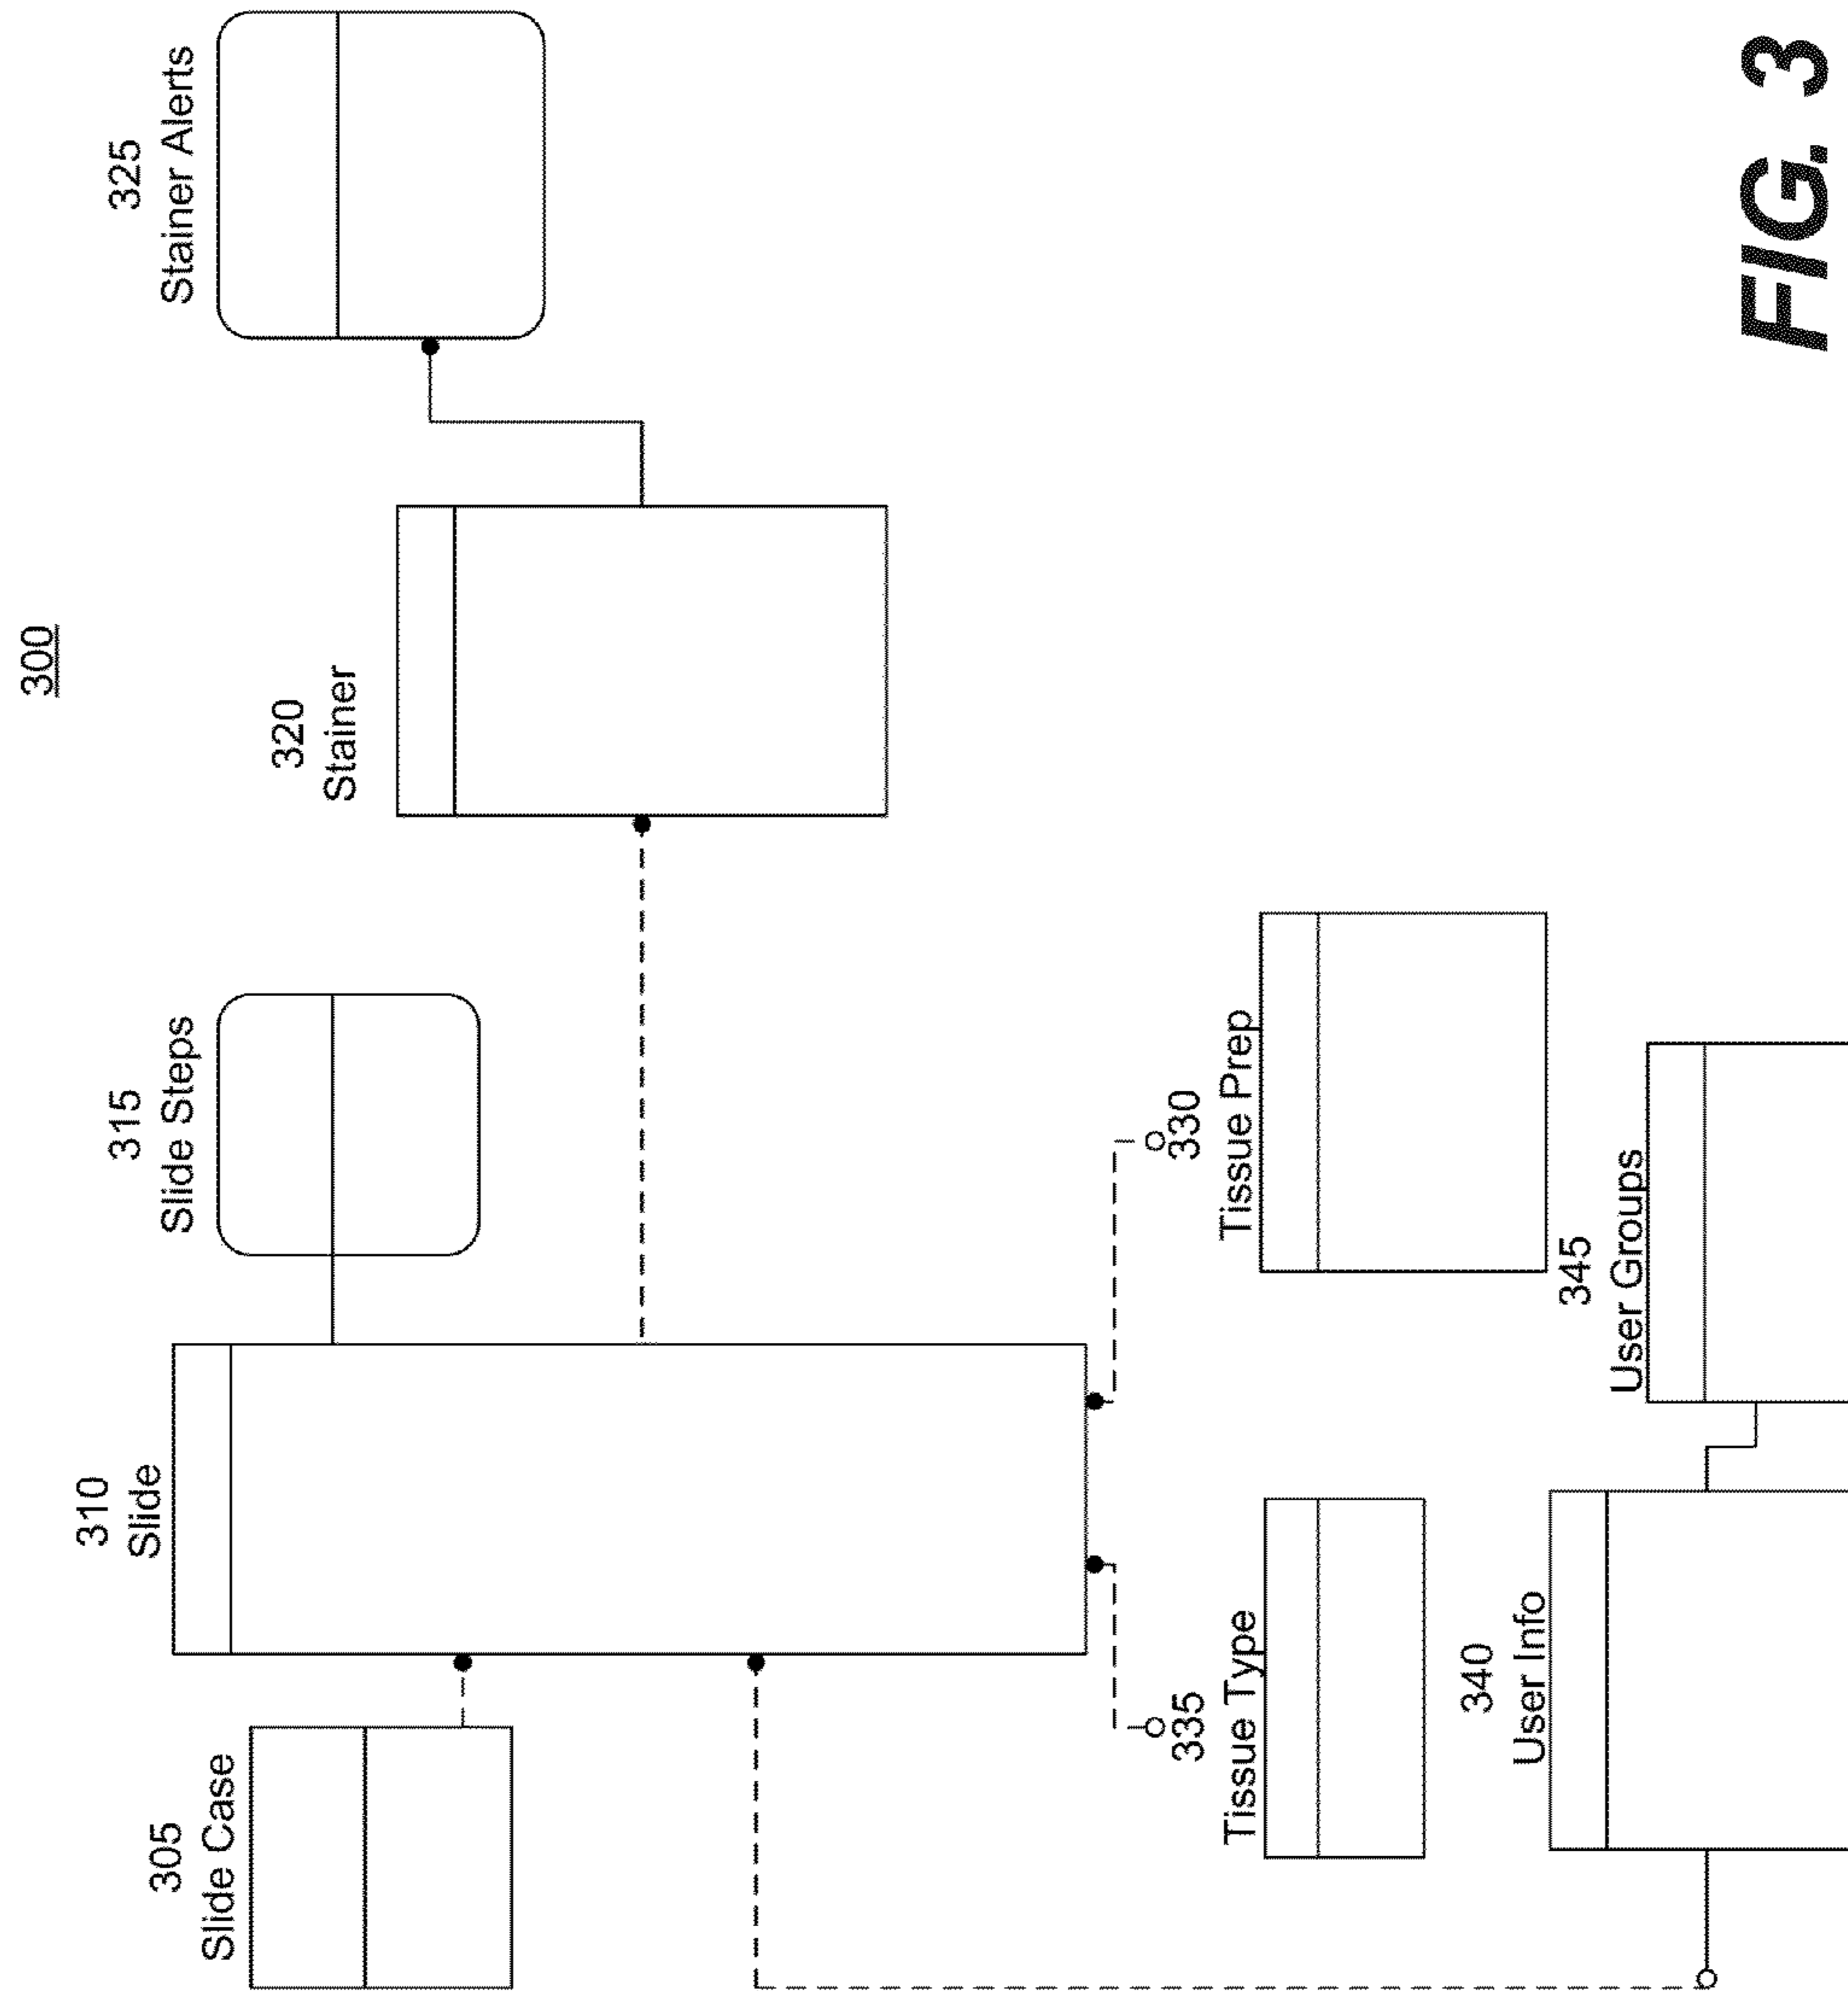 300
305
Slide Case
310
Slide
315
Slide Steps
320
Stainer
325
Stainer Alerts
335
Tissue Type
330
Tissue Prep
340
User Info
345
User Groups
FIG. 3